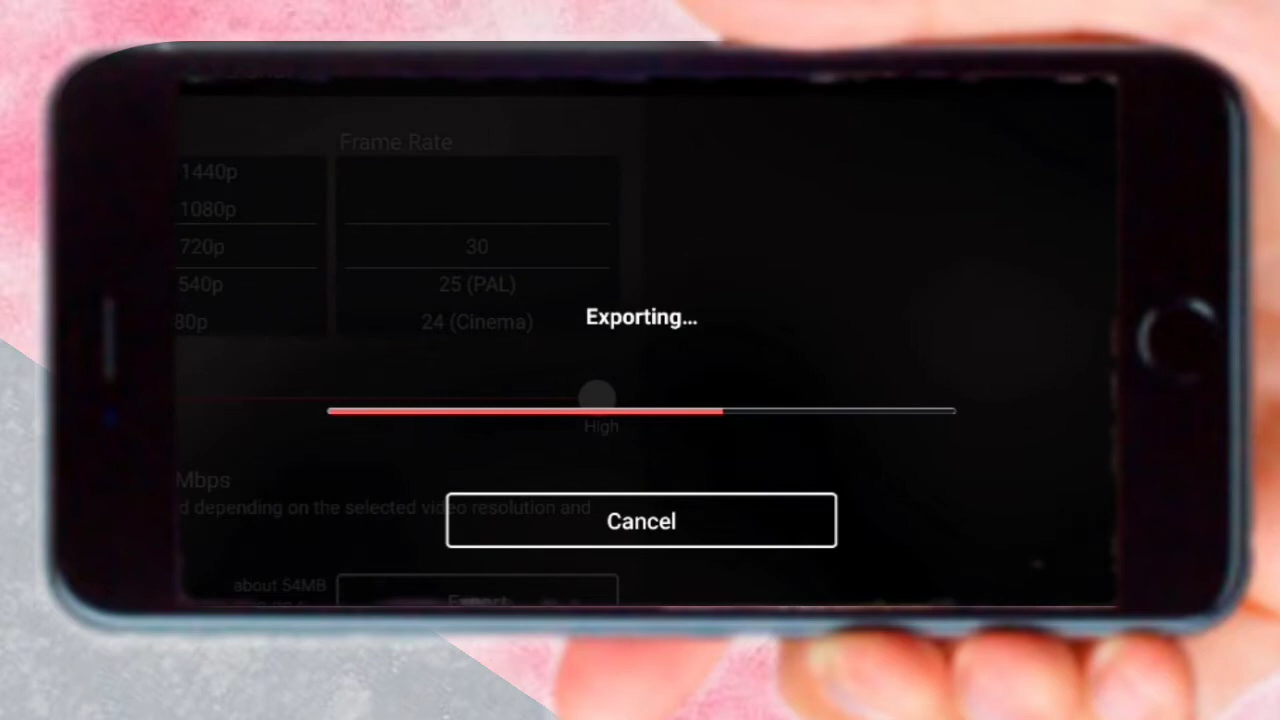 Frame Rate
1440p
1080p
720p
30
540p
25 (PAL)
80p
24 (Cinema)
Exporting...
High
Mbps
d depending on the selected video resolution and
Cancel
about 54MB
Export